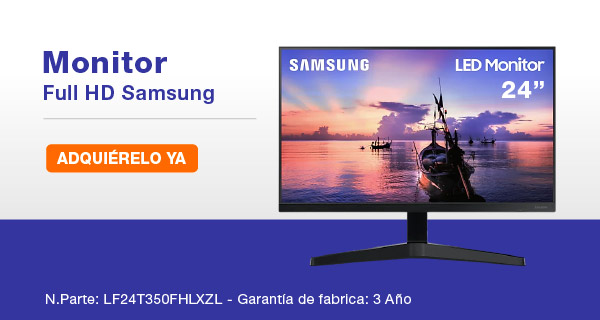 Monitor
Full HD Samsung
ADQUIÉRELO YA
SAMSUNG
LED Monitor
24”
N.Parte: LF24T350FHLXZL - Garantía de fabrica: 3 Año